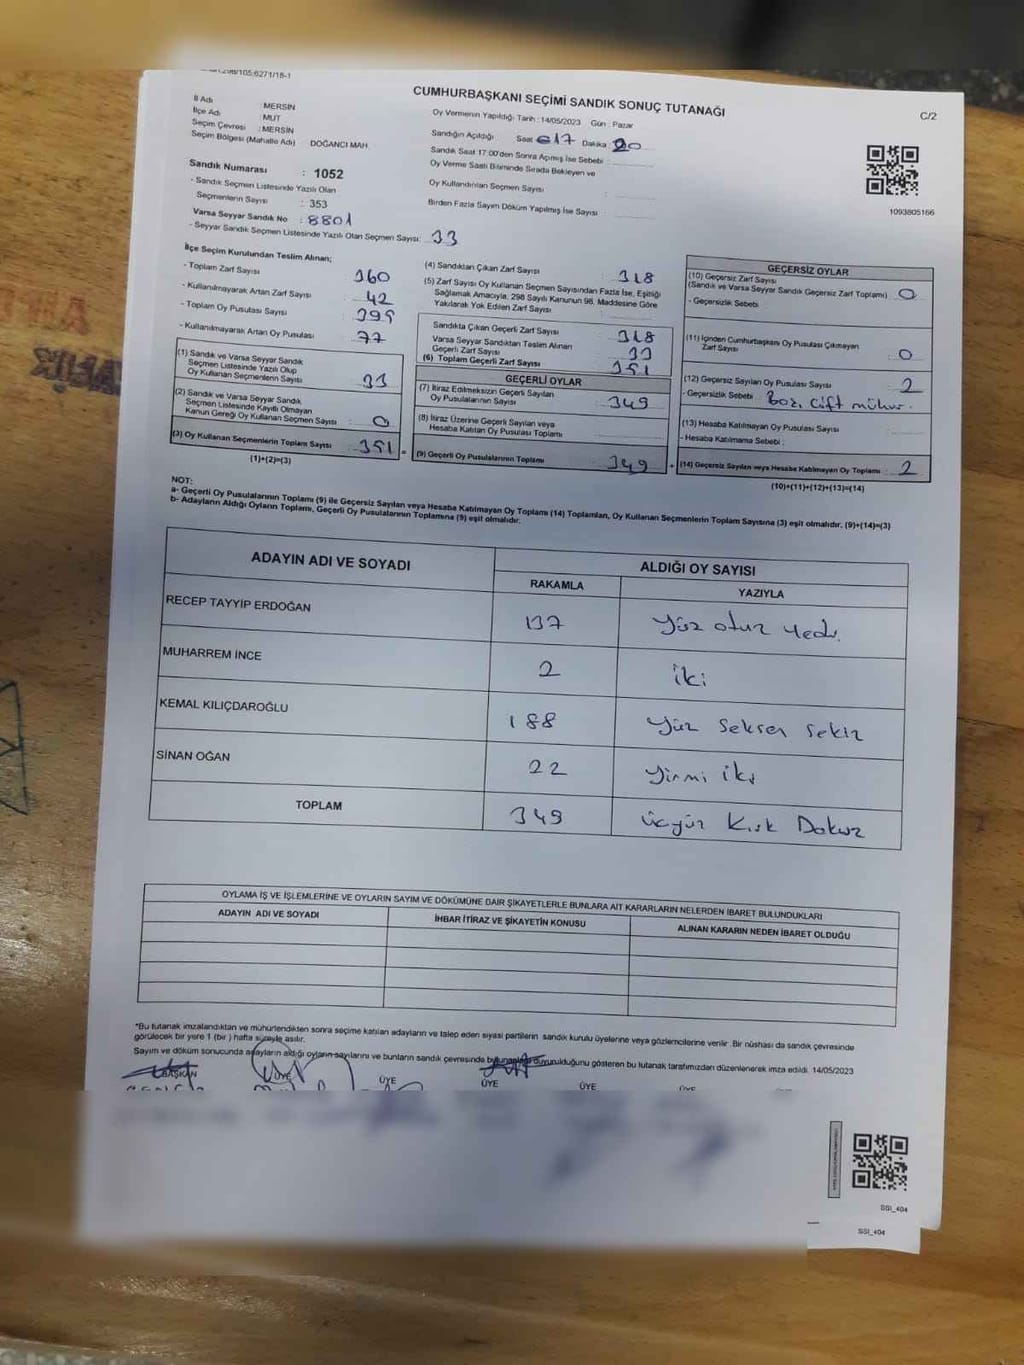 CUMHURBAŞKANI SEÇİMİ SANDIK SONUÇ TUTANAĞI
C/2
İl Adı : MERSİN
İlçe Adı : MUT
Seçim Çevresi : MERSİN
Seçim Bölgesi (Mahalle Adı) DOĞANCI MAH.
Sandık Numarası : 1052
- Sandık Seçmen Listesinde Yazılı Olan
Seçmenlerin Sayısı : 353
Varsa Seyyar Sandık No : 8801
- Seyyar Sandık Seçmen Listesinde Yazılı Olan Seçmen Sayısı: 33
Oy Vermenin Yapıldığı Tarih : 14/05/2023 Gün : Pazar
Sandığın Açıldığı Saat 17 Dakika 20
Sandık Saat 17:00'den Sonra Açılmış İse Sebebi :
Oy Verme Saati Bitiminde Sırada Bekleyen ve
Oy Kullandırılan Seçmen Sayısı :
Birden Fazla Sayım Döküm Yapılmış İse Sayısı
1093805166
İlçe Seçim Kurulundan Teslim Alınan;
- Toplam Zarf Sayısı : 360
- Kullanılmayarak Artan Zarf Sayısı : 42
- Toplam Oy Pusulası Sayısı : 395
- Kullanılmayarak Artan Oy Pusulası : 77
(1) Sandık ve Varsa Seyyar Sandık
Seçmen Listesinde Yazılı Olup
Oy Kullanan Seçmenlerin Sayısı : 33
(2) Sandık ve Varsa Seyyar Sandık
Seçmen Listesinde Kayıtlı Olmayan
Kanun Gereği Oy Kullanan Seçmen Sayısı : 0
(3) Oy Kullanan Seçmenlerin Toplam Sayısı : 351
(1)+(2)=(3)
(4) Sandıktan Çıkan Zarf Sayısı : 318
(5) Zarf Sayısı Oy Kullanan Seçmen Sayısından Fazla İse, Eşitliği
Sağlamak Amacıyla, 298 Sayılı Kanunun 98. Maddesine Göre
Yakılarak Yok Edilen Zarf Sayısı :
Sandıkta Çıkan Geçerli Zarf Sayısı : 318
Varsa Seyyar Sandıktan Teslim Alınan
Geçerli Zarf Sayısı : 33
(6) Toplam Geçerli Zarf Sayısı : 351
GEÇERLİ OYLAR
(7) İtiraz Edilmeksizin Geçerli Sayılan
Oy Pusulalarının Sayısı : 349
(8) İtiraz Üzerine Geçerli Sayılan veya
Hesaba Katılan Oy Pusulası Toplamı :
(9) Geçerli Oy Pusulalarının Toplamı : 349
GEÇERSİZ OYLAR
(10) Geçersiz Zarf Sayısı
(Sandık ve Varsa Seyyar Sandık Geçersiz Zarf Toplamı) : 0
- Geçersizlik Sebebi :
(11) İçinden Cumhurbaşkanı Oy Pusulası Çıkmayan
Zarf Sayısı : 0
(12) Geçersiz Sayılan Oy Pusulası Sayısı : 2
- Geçersizlik Sebebi : çift mühür.
(13) Hesaba Katılmayan Oy Pusulası Sayısı :
- Hesaba Katılmama Sebebi :
(14) Geçersiz Sayılan veya Hesaba Katılmayan Oy Toplamı : 2
(10)+(11)+(12)+(13)=(14)
NOT:
a- Geçerli Oy Pusulalarının Toplamı (9) ile Geçersiz Sayılan veya Hesaba Katılmayan Oy Toplamı (14) Toplamları, Oy Kullanan Seçmenlerin Toplam Sayısına (3) eşit olmalıdır. (9)+(14)=(3)
b- Adayların Aldığı Oyların Toplamı, Geçerli Oy Pusulalarının Toplamına (9) eşit olmalıdır.
ADAYIN ADI VE SOYADI
ALDIĞI OY SAYISI
RAKAMLA YAZIYLA
RECEP TAYYİP ERDOĞAN 137 Yüz otuz Yedi.
MUHARREM İNCE 2 iki
KEMAL KILIÇDAROĞLU 188 Yüz Seksen Sekiz
SİNAN OĞAN 22 Yirmi iki
TOPLAM 349 üçyüz Kırk Dokuz
OYLAMA İŞ VE İŞLEMLERİNE VE OYLARIN SAYIM VE DÖKÜMÜNE DAİR ŞİKAYETLERLE BUNLARA AİT KARARLARIN NELERDEN İBARET BULUNDUKLARI
ADAYIN ADI VE SOYADI İHBAR İTİRAZ VE ŞİKAYETİN KONUSU ALINAN KARARIN NEDEN İBARET OLDUĞU
*Bu tutanak imzalandıktan ve mühürlendikten sonra seçime katılan adayların ve talep eden siyasi partilerin sandık kurulu üyelerine veya gözlemcilerine verilir. Bir nüshası da sandık çevresinde
görülecek bir yere 1 (bir ) hafta süreyle asılır.
Sayım ve döküm sonucunda adayların aldığı oyların sayılarını ve bunların sandık çevresinde duyurulduğunu gösteren bu tutanak tarafımızdan düzenlenerek imza edildi. 14/05/2023
BAŞKAN ÜYE ÜYE ÜYE ÜYE ÜYE
SSI_404
SSI_404